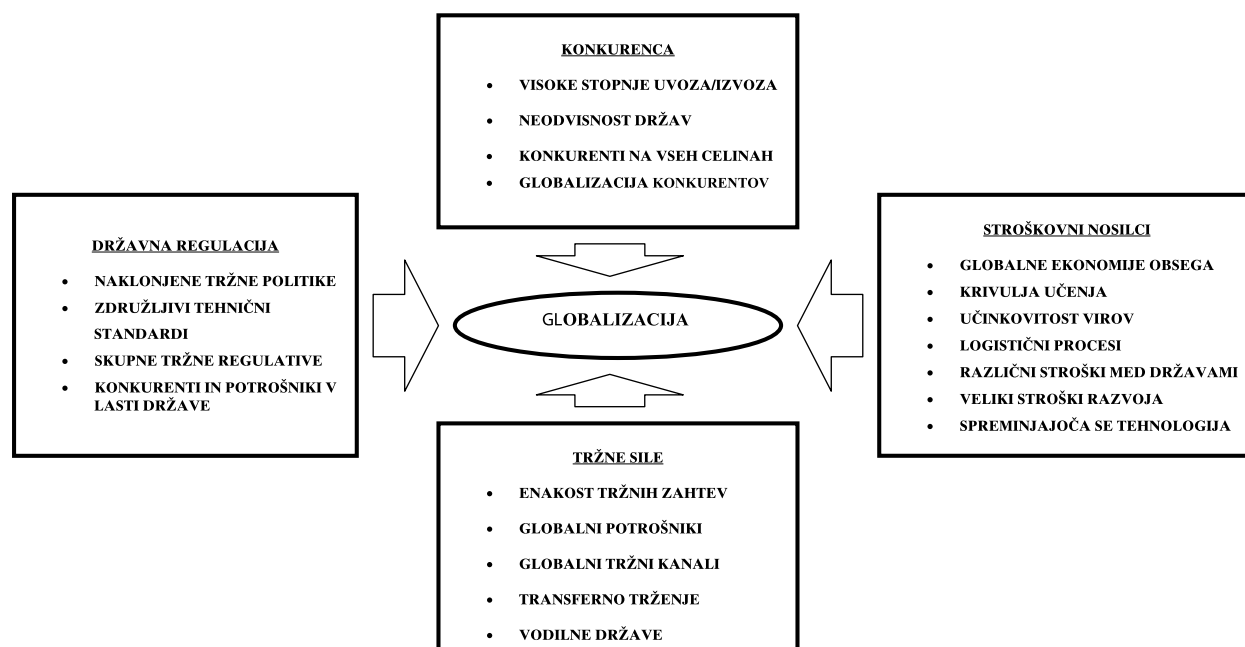 KONKURENCA
• VISOKE STOPNJE UVOZA/IZVOZA
• NEODVISNOST DRŽAV
• KONKURENTI NA VSEH CELINAH
• GLOBALIZACIJA KONKURENTOV
DRŽAVNA REGULACIJA
• NAKLONJENE TRŽNE POLITIKE
• ZDRUŽLJIVI TEHNIČNI
STANDARDI
• SKUPNE TRŽNE REGULATIVE
• KONKURENTI IN POTROŠNIKI V
LASTI DRŽAVE
GLOBALIZACIJA
STROŠKOVNI NOSILCI
• GLOBALNE EKONOMIJE OBSEGA
• KRIVULJA UČENJA
• UČINKOVITOST VIROV
• LOGISTIČNI PROCESI
• RAZLIČNI STROŠKI MED DRŽAVAMI
• VELIKI STROŠKI RAZVOJA
• SPREMINJAJOČA SE TEHNOLOGIJA
TRŽNE SILE
• ENAKOST TRŽNIH ZAHTEV
• GLOBALNI POTROŠNIKI
• GLOBALNI TRŽNI KANALI
• TRANSFERNO TRŽENJE
• VODILNE DRŽAVE